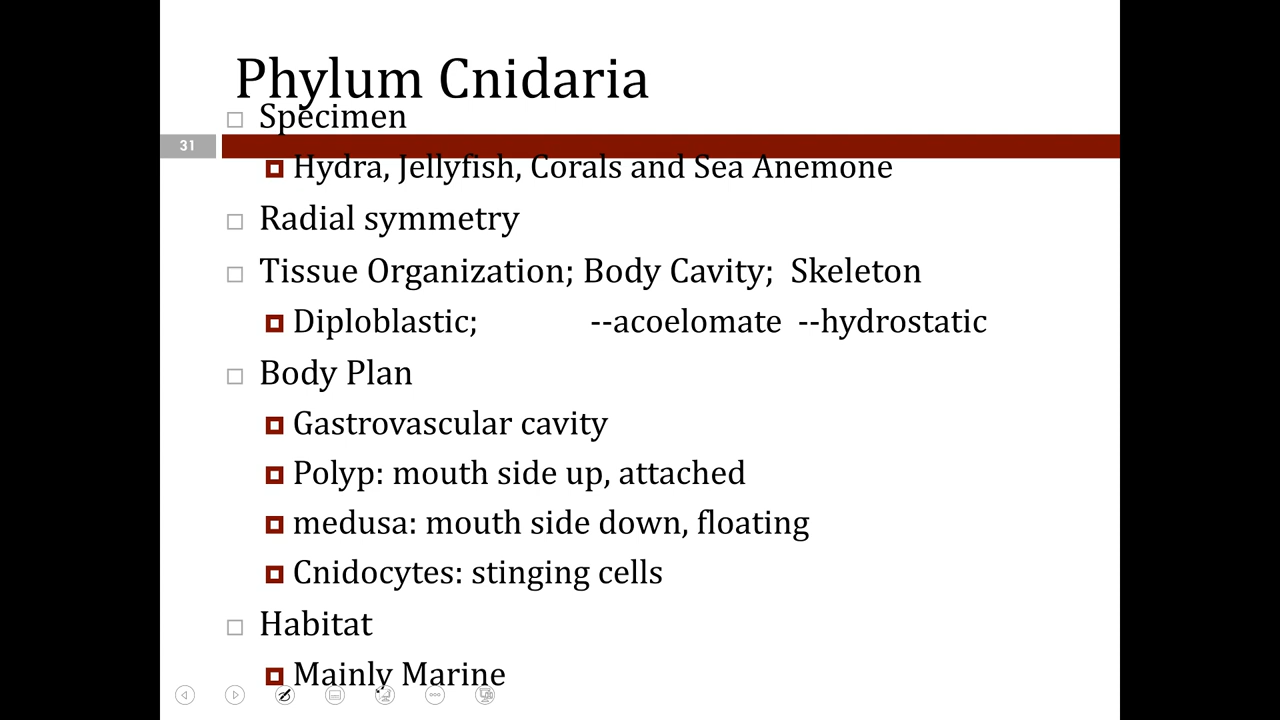 Phylum Cnidaria
Specimen
31
Hydra, Jellyfish, Corals and Sea Anemone
Radial symmetry
Tissue Organization; Body Cavity;  Skeleton
Diploblastic; --acoelomate --hydrostatic
Body Plan
Gastrovascular cavity
Polyp: mouth side up, attached
medusa: mouth side down, floating
Cnidocytes: stinging cells
Habitat
Mainly Marine